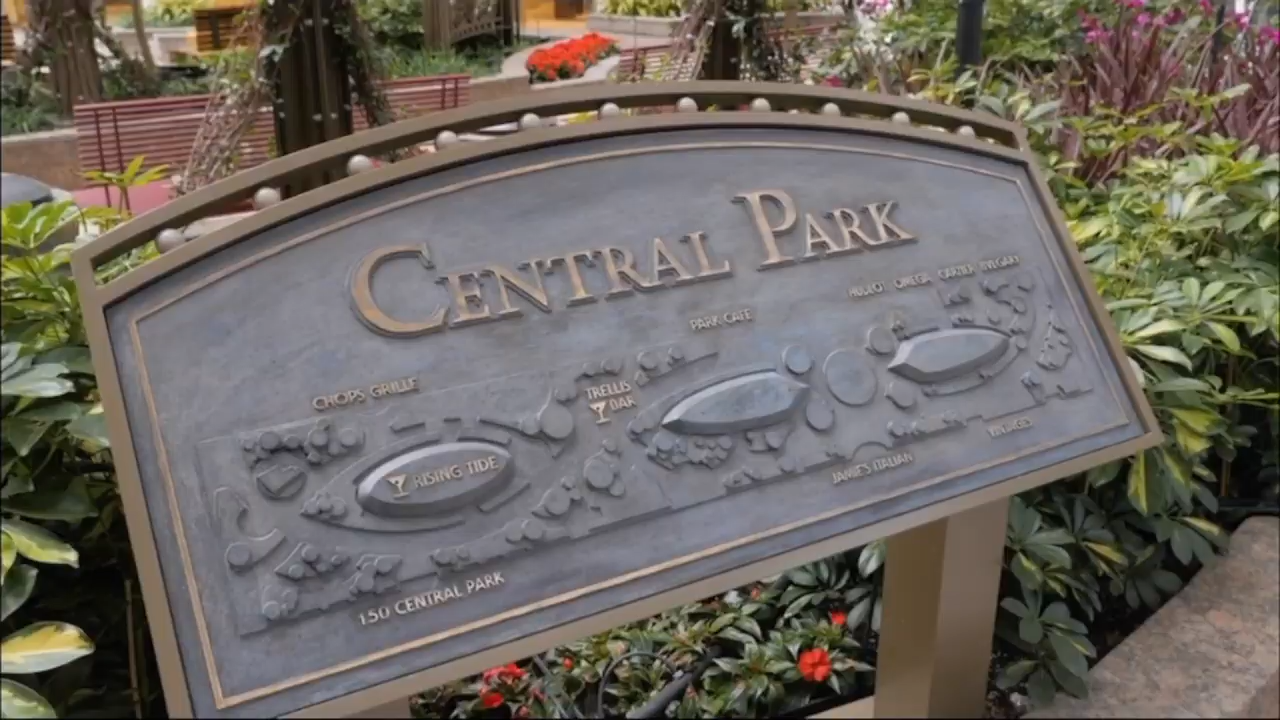 CENTRAL PARK
HUBLOT OMEGA CARTIER BVLGARI
PARK CAFE
CHOPS GRILLE
TRELLIS
BAR
RISING TIDE
VINTAGES
JAMIE'S ITALIAN
150 CENTRAL PARK